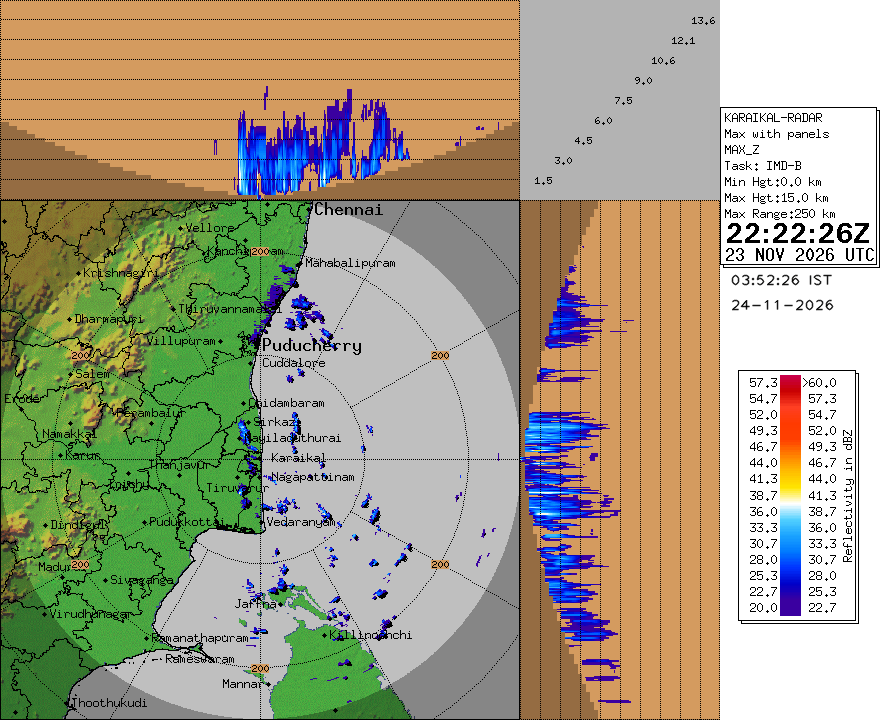 13.6
12.1
10.6
9.0
7.5
6.0
4.5
3.0
1.5
KARAIKAL-RADAR
Max with panels
MAX_Z
Task: IMD-B
Min Hgt:0.0 km
Max Hgt:15.0 km
Max Range:250 km
22:22:26Z
23 NOV 2026 UTC
03:52:26 IST
24-11-2026
Chennai
Vellore
200
Mahabalipuram
Krishnagiri
Dharmapuri
Villupuram
Puducherry
200
200
Cuddalore
Salem
Chidambaram
Perambalur
Sirkazhi
Namakkal
Mayiladuthurai
Karur
Karaikal
Thanjavur
Nagapattinam
Tiruvarur
Dindigul
Pudukkottai
Vedaranyam
200
200
Sivaganga
Jaffna
Virudhunagar
Ramanathapuram
Killinochchi
Rameswaram
200
Mannar
Thoothukudi
57.3 >60.0
54.7 57.3
52.0 54.7
49.3 52.0
46.7 49.3
44.0 46.7
41.3 44.0
38.7 41.3
36.0 38.7
33.3 36.0
30.7 33.3
28.0 30.7
25.3 28.0
22.7 25.3
20.0 22.7
Reflectivity in dBZ